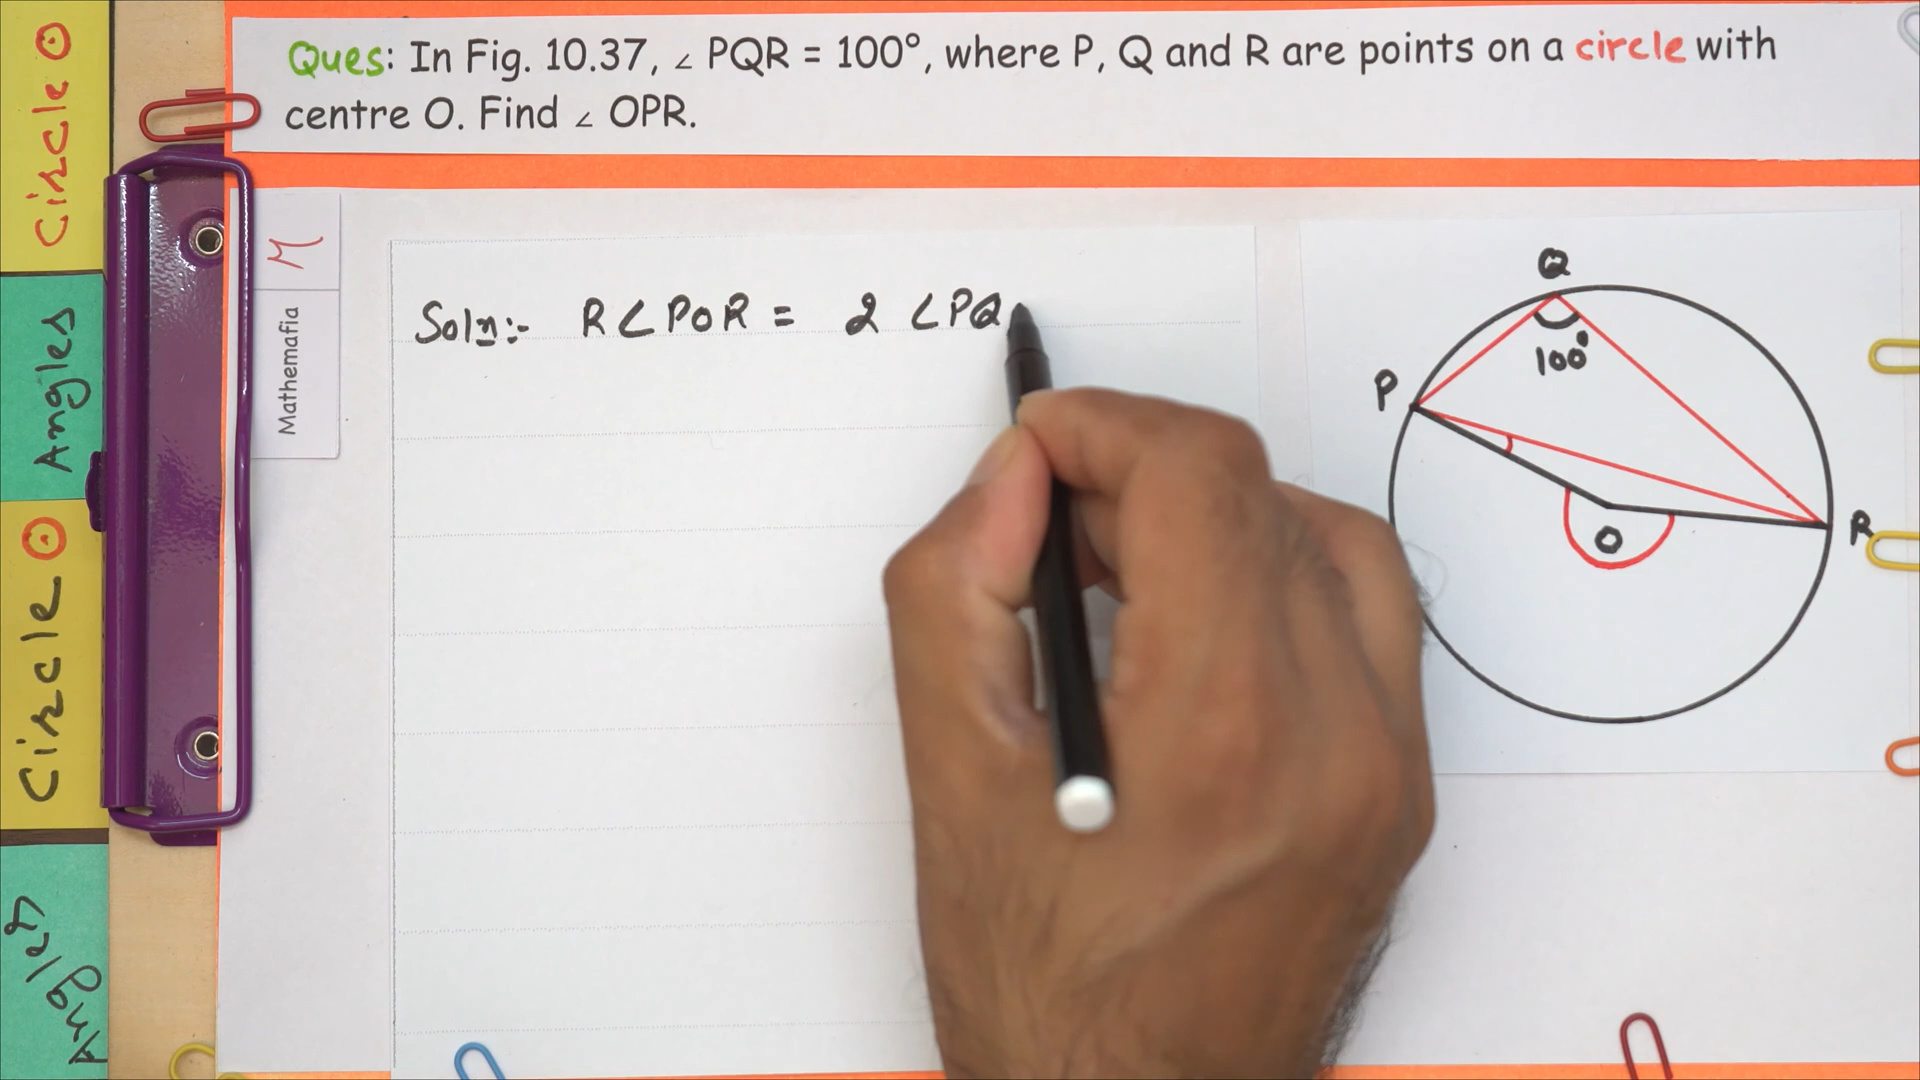 Ques: In Fig. 10.37, ∠ PQR = 100°, where P, Q and R are points on a circle with
centre O. Find ∠ OPR.
Circle
Angles
Circle
Angles
M
Mathemafia
Soln:- R∠POR = 2 ∠PQ
Q
100°
P
O
R